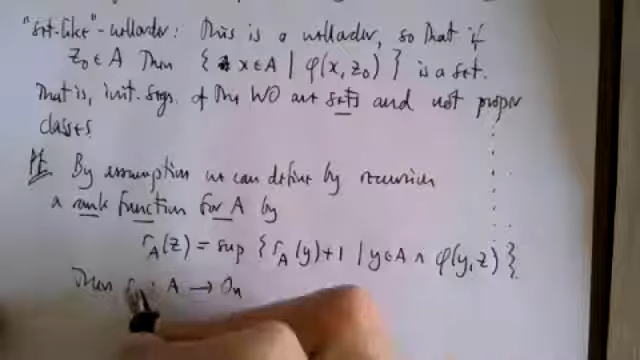 "set-like"-wellorder: This is a wellorder, so that if
z₀ ∈ A then { x ∈ A | φ(x, z₀) } is a set.
That is, init. segs. of the WO are sets and not proper
classes.
Pf By assumption we can define by recursion
a rank function for A by
r_A(z) = sup { r_A(y)+1 | y ∈ A ∧ φ(y, z) }.
Then : A → On